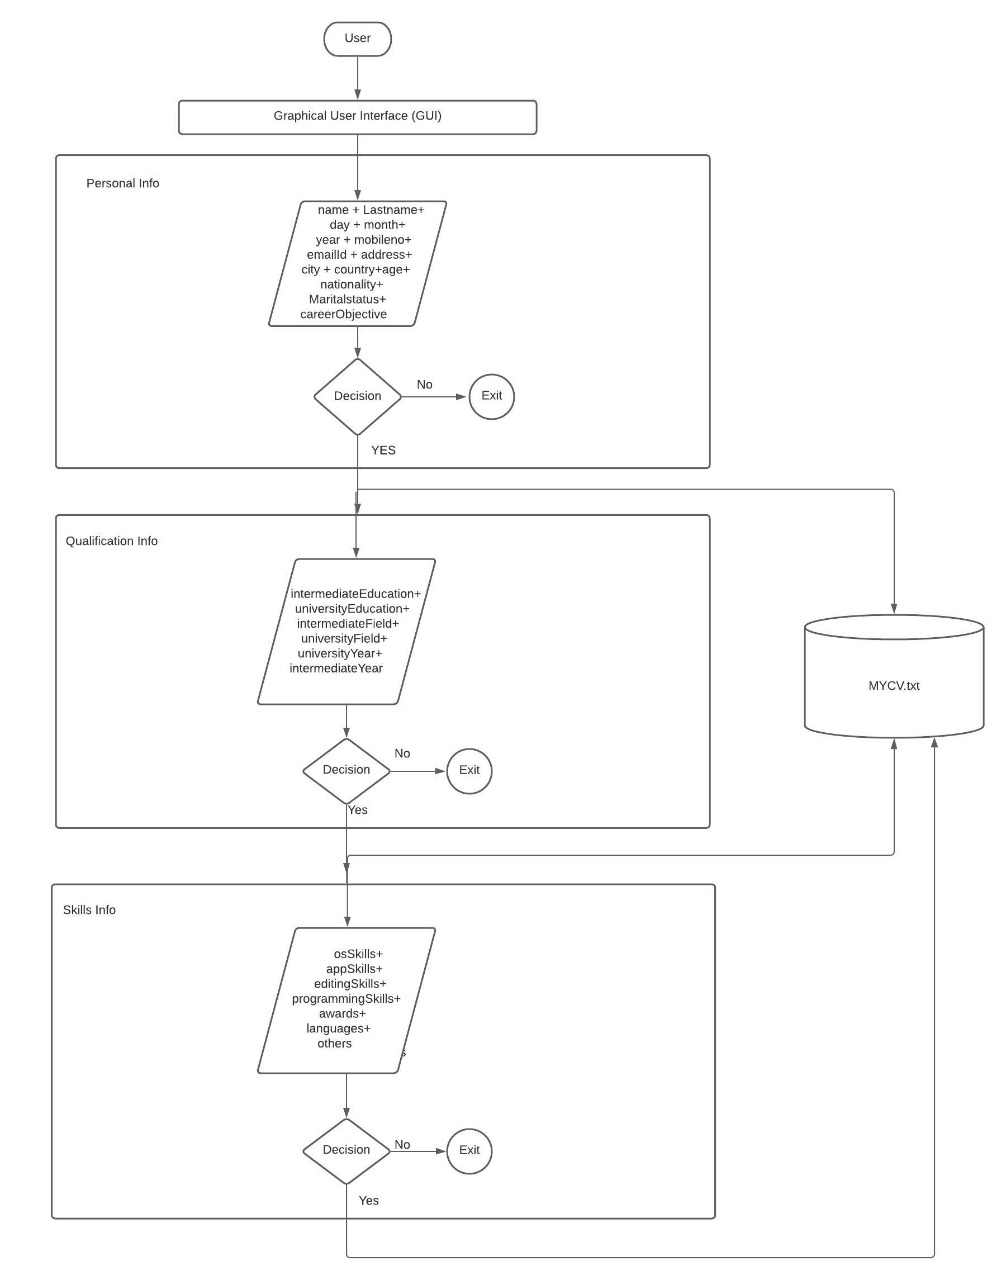 User
Graphical User Interface (GUI)
Personal Info
name + Lastname+
day + month+
year + mobileno+
emailId + address+
city + country+age+
nationality+
Maritalstatus+
careerObjective
Decision
No
Exit
YES
Qualification Info
intermediateEducation+
universityEducation+
intermediateField+
universityField+
universityYear+
intermediateYear
MYCV.txt
Decision
No
Exit
Yes
Skills Info
osSkills+
appSkills+
editingSkills+
programmingSkills+
awards+
languages+
others
Decision
No
Exit
Yes